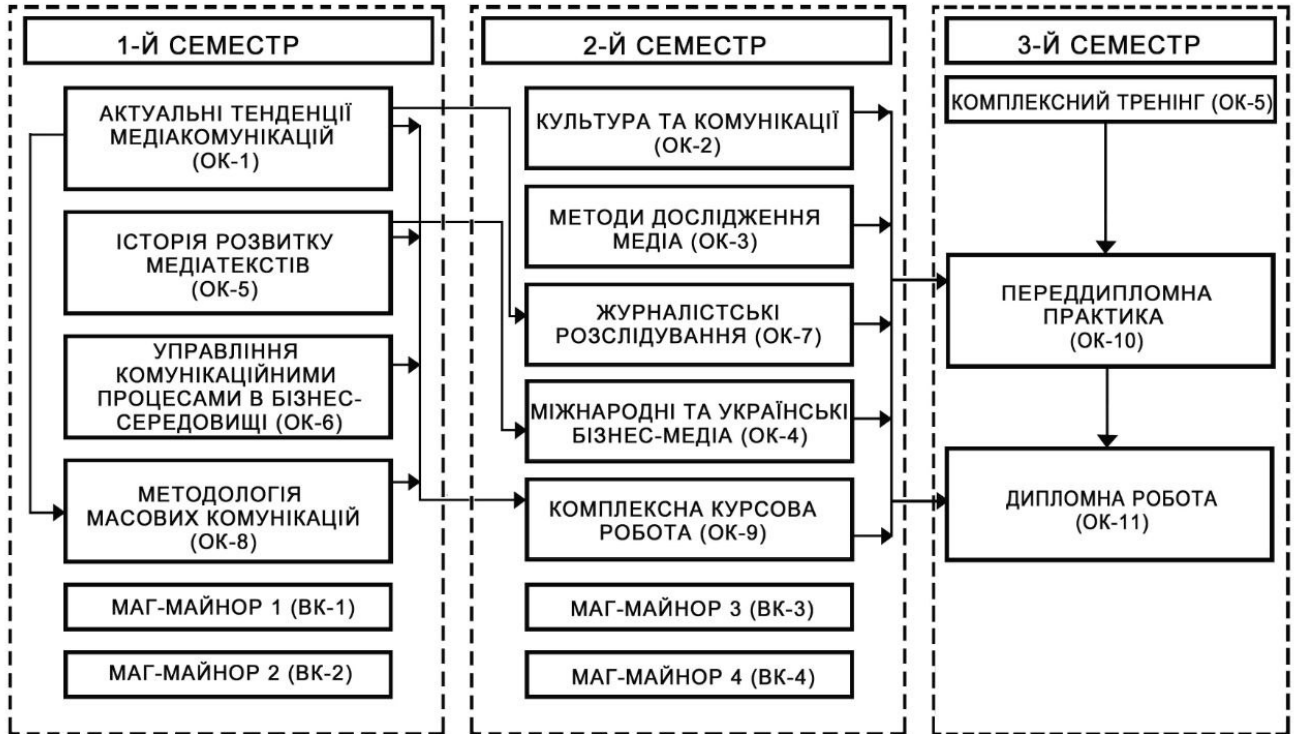 1-Й СЕМЕСТР
АКТУАЛЬНІ ТЕНДЕНЦІЇ
МЕДІАКОМУНІКАЦІЙ
(ОК-1)
ІСТОРІЯ РОЗВИТКУ
МЕДІАТЕКСТІВ
(ОК-5)
УПРАВЛІННЯ
КОМУНІКАЦІЙНИМИ
ПРОЦЕСАМИ В БІЗНЕС-
СЕРЕДОВИЩІ (ОК-6)
МЕТОДОЛОГІЯ
МАСОВИХ КОМУНІКАЦІЙ
(ОК-8)
МАГ-МАЙНОР 1 (ВК-1)
МАГ-МАЙНОР 2 (ВК-2)
2-Й СЕМЕСТР
КУЛЬТУРА ТА КОМУНІКАЦІЇ
(ОК-2)
МЕТОДИ ДОСЛІДЖЕННЯ
МЕДІА (ОК-3)
ЖУРНАЛІСТСЬКІ
РОЗСЛІДУВАННЯ (ОК-7)
МІЖНАРОДНІ ТА УКРАЇНСЬКІ
БІЗНЕС-МЕДІА (ОК-4)
КОМПЛЕКСНА КУРСОВА
РОБОТА (ОК-9)
МАГ-МАЙНОР 3 (ВК-3)
МАГ-МАЙНОР 4 (ВК-4)
3-Й СЕМЕСТР
КОМПЛЕКСНИЙ ТРЕНІНГ (ОК-5)
ПЕРЕДДИПЛОМНА
ПРАКТИКА
(ОК-10)
ДИПЛОМНА РОБОТА
(ОК-11)